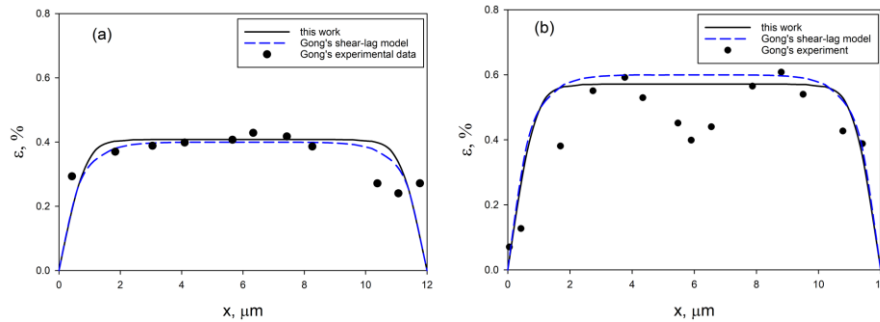 (a)
this work
Gong's shear-lag model
Gong's experimental data
ε, %
0.8
0.6
0.4
0.2
0.0
0 2 4 6 8 10 12
x, μm
(b)
this work
Gong's shear-lag model
Gong's experiment
ε, %
0.8
0.6
0.4
0.2
0.0
0 2 4 6 8 10
x, μm